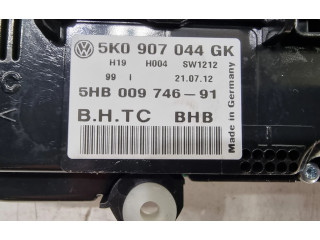 5K0 907 044 GK
H19 H004 SW1212
99 I 21.07.12
5HB 009 746-91
B.H.TC BHB
Made in Germany